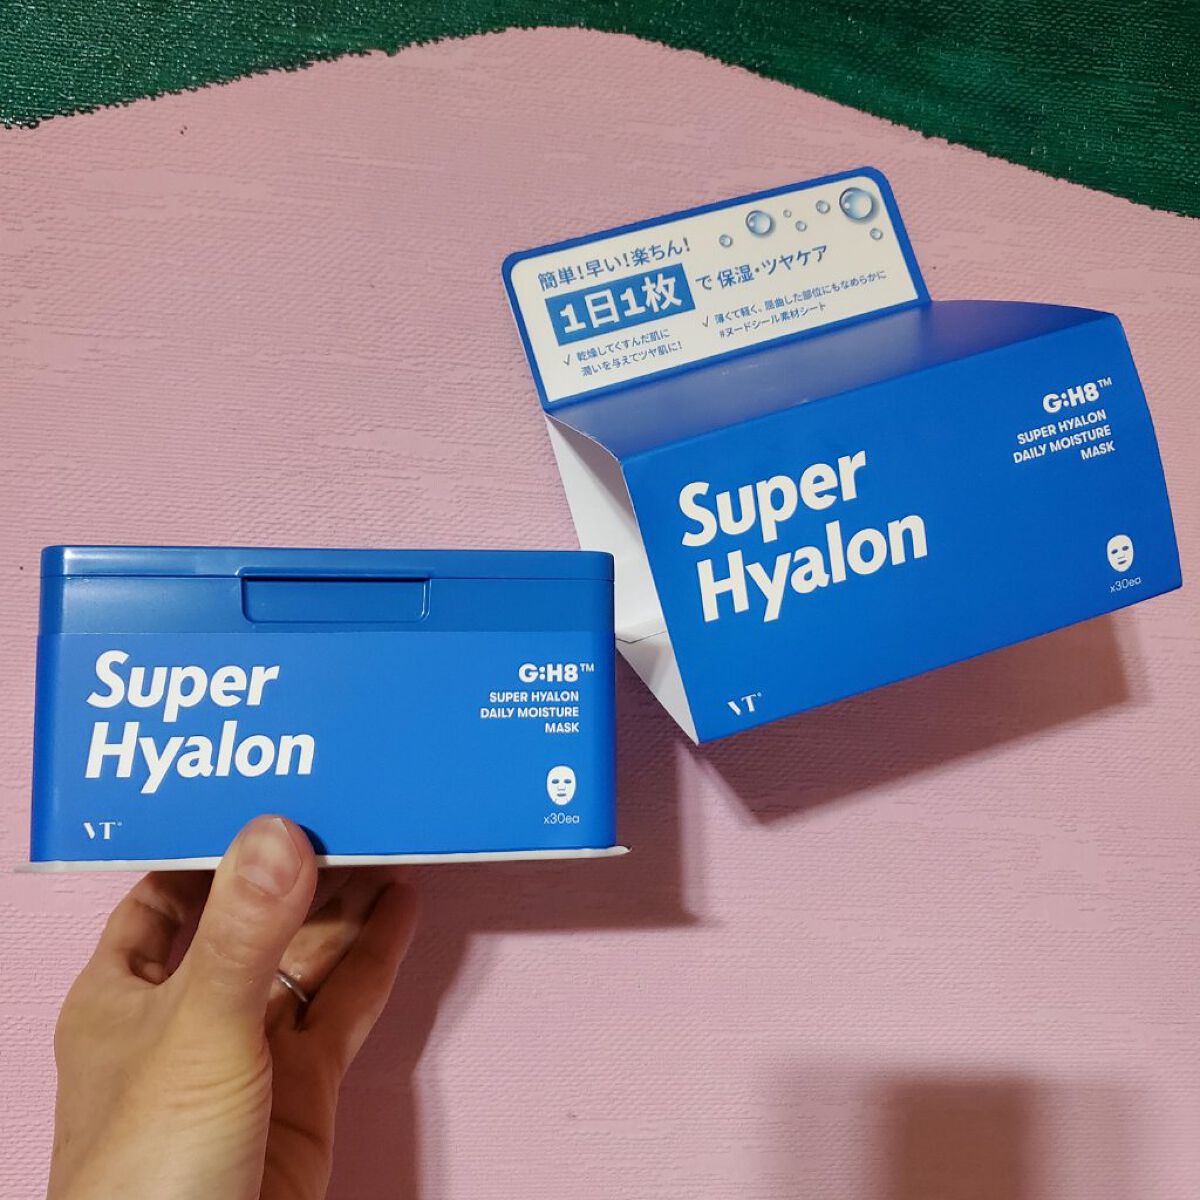 簡単!早い!楽ちん!
1日1枚で 保湿・ツヤケア
✓ 乾燥してくすんだ肌に
潤いを与えてツヤ肌に!
✓ 薄くて軽く、屈曲した部位にもなめらかに
#ヌードシール素材シート
Super
Hyalon
G:H8™
SUPER HYALON
DAILY MOISTURE
MASK
x30ea
VT®
Super
Hyalon
G:H8™
SUPER HYALON
DAILY MOISTURE
MASK
x30ea
VT®